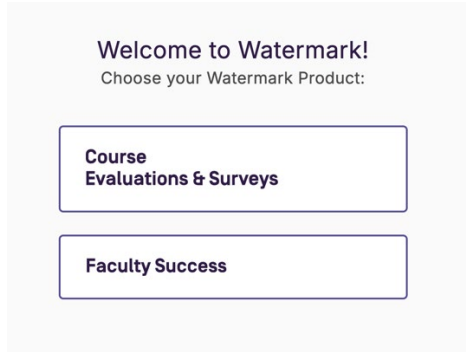 Welcome to Watermark!
Choose your Watermark Product:
Course
Evaluations & Surveys
Faculty Success